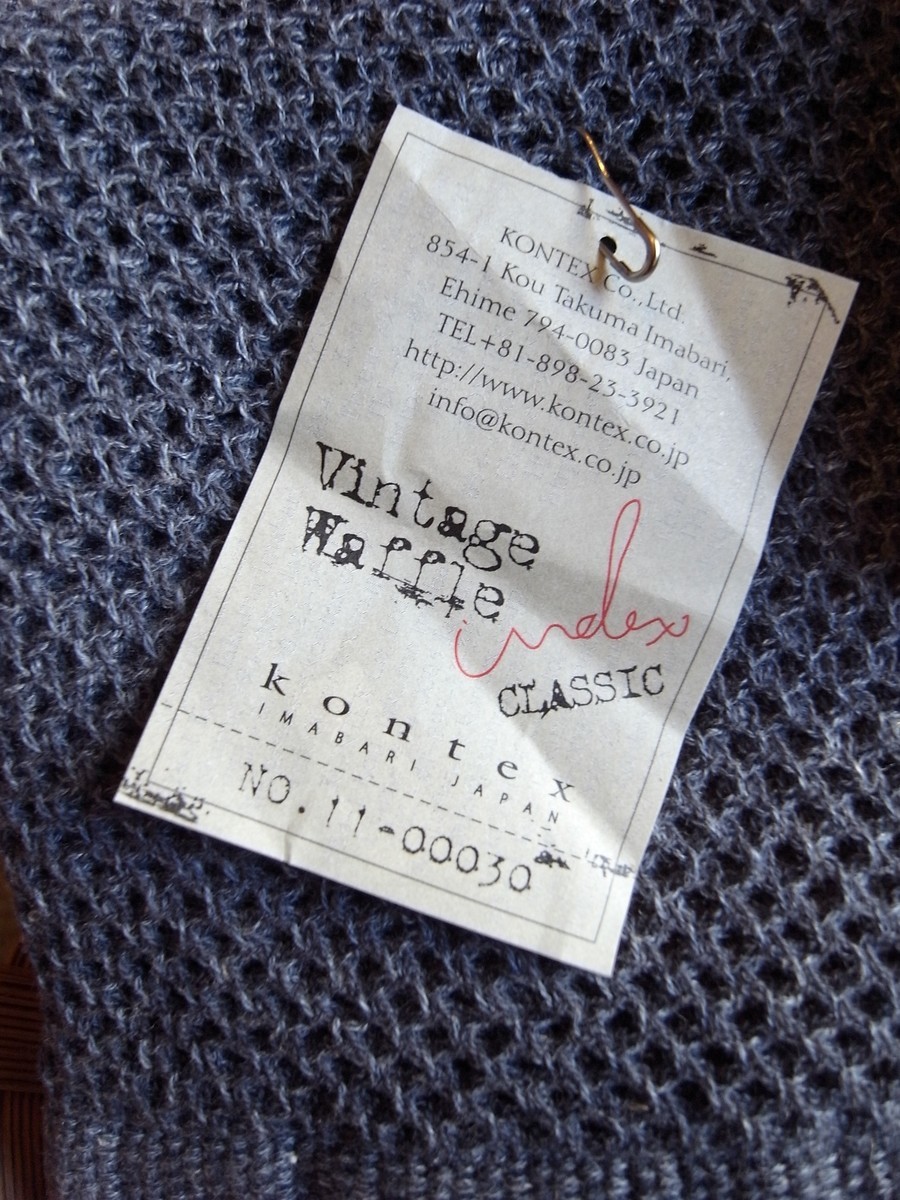 KONTEX Co.,Ltd.
854-1 Kou Takuma Imabari,
Ehime 794-0083 Japan
TEL+81-898-23-3921
http://www.kontex.co.jp
info@kontex.co.jp
Vintage
Waffle
index
CLASSIC
kontex
IMABARI JAPAN
NO.11-00030